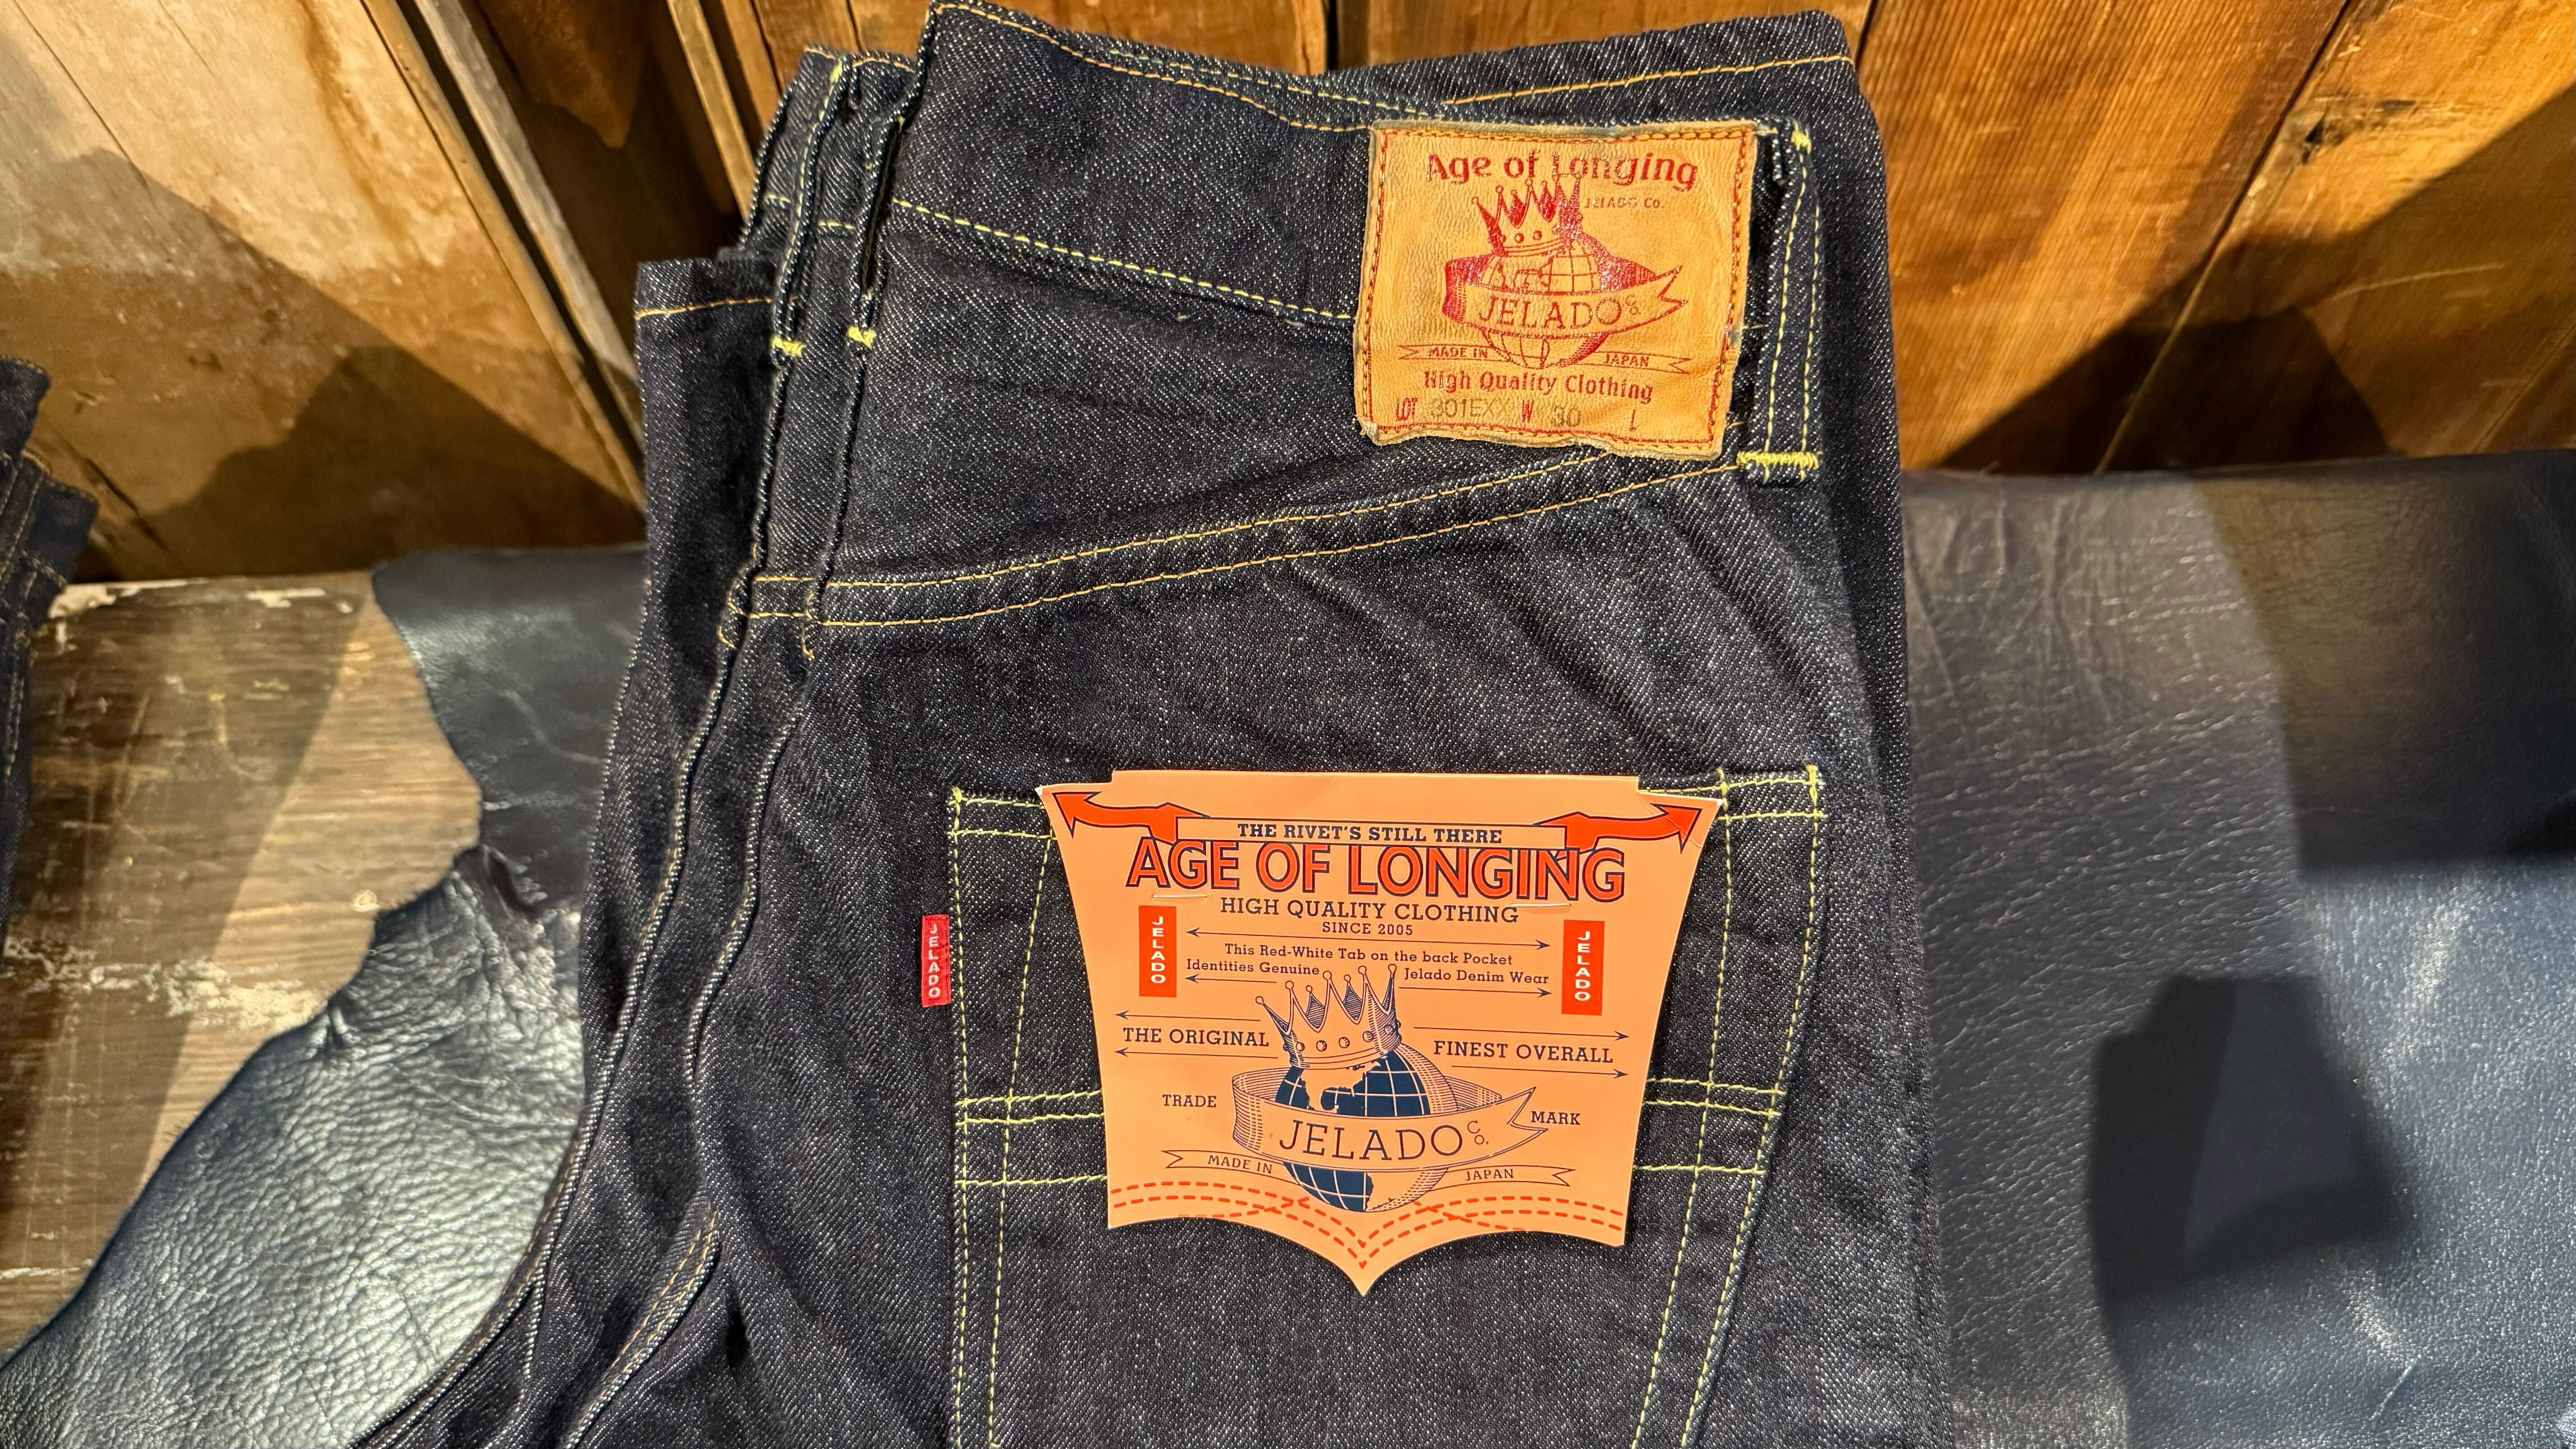 Age of Longing
JELADO Co.
JELADO Co.
MADE IN JAPAN
High Quality Clothing
LOT 301EXX W 30 L
THE RIVET'S STILL THERE
AGE OF LONGING
HIGH QUALITY CLOTHING
SINCE 2005
JELADO
JELADO
JELADO
This Red-White Tab on the back Pocket
Identities Genuine Jelado Denim Wear
THE ORIGINAL FINEST OVERALL
TRADE MARK
JELADO Co.
MADE IN JAPAN